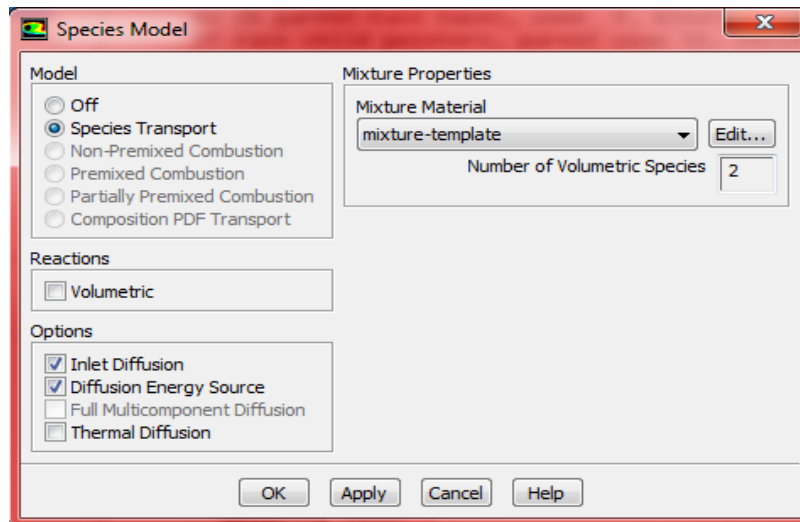 Species Model
Model
Off
Species Transport
Non-Premixed Combustion
Premixed Combustion
Partially Premixed Combustion
Composition PDF Transport
Reactions
Volumetric
Options
Inlet Diffusion
Diffusion Energy Source
Full Multicomponent Diffusion
Thermal Diffusion
Mixture Properties
Mixture Material
mixture-template
Edit...
Number of Volumetric Species 2
OK Apply Cancel Help